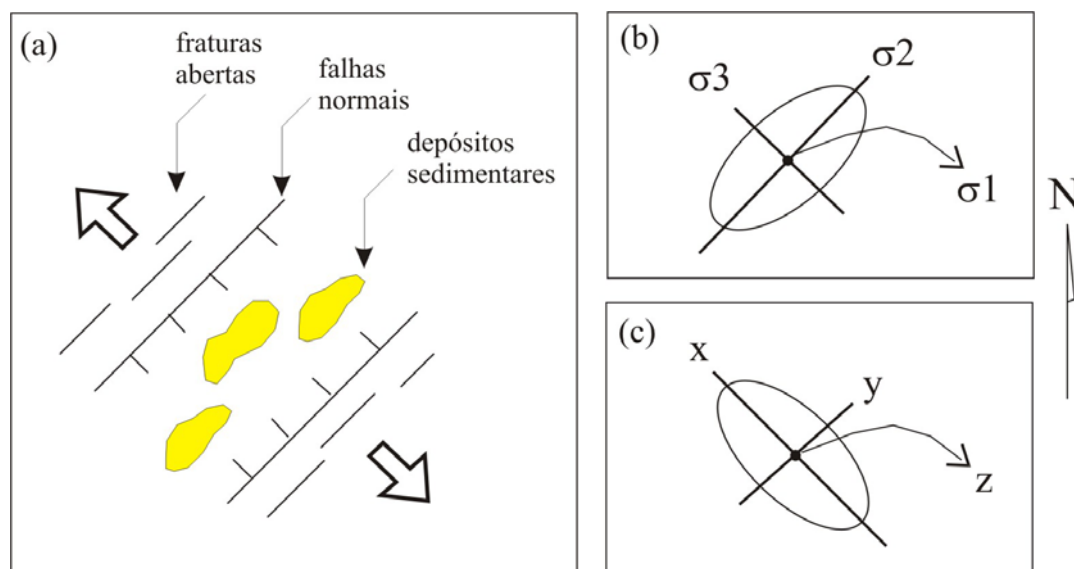 (a)
fraturas
abertas
falhas
normais
depósitos
sedimentares
(b)
σ3
σ2
σ1
N
(c)
x
y
z